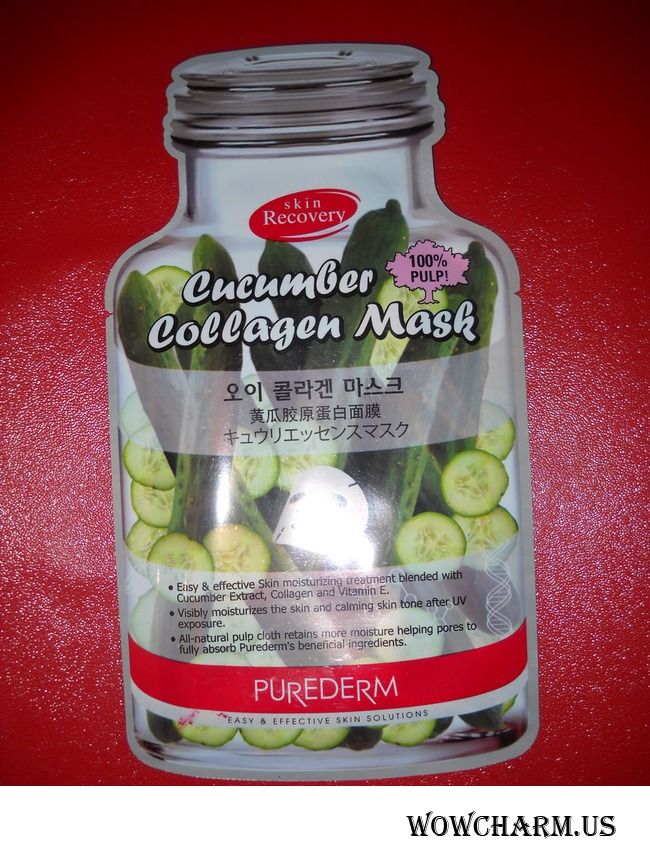 skin
Recovery
100%
PULP!
Cucumber
Collagen Mask
오이 콜라겐 마스크
黄瓜胶原蛋白面膜
キュウリエッセンスマスク
• Easy & effective Skin moisturizing treatment blended with
Cucumber Extract, Collagen and Vitamin E.
• Visibly moisturizes the skin and calming skin tone after UV
exposure.
• All-natural pulp cloth retains more moisture helping pores to
fully absorb Purederm's beneficial ingredients.
PUREDERM
EASY & EFFECTIVE SKIN SOLUTIONS
WOWCHARM.US